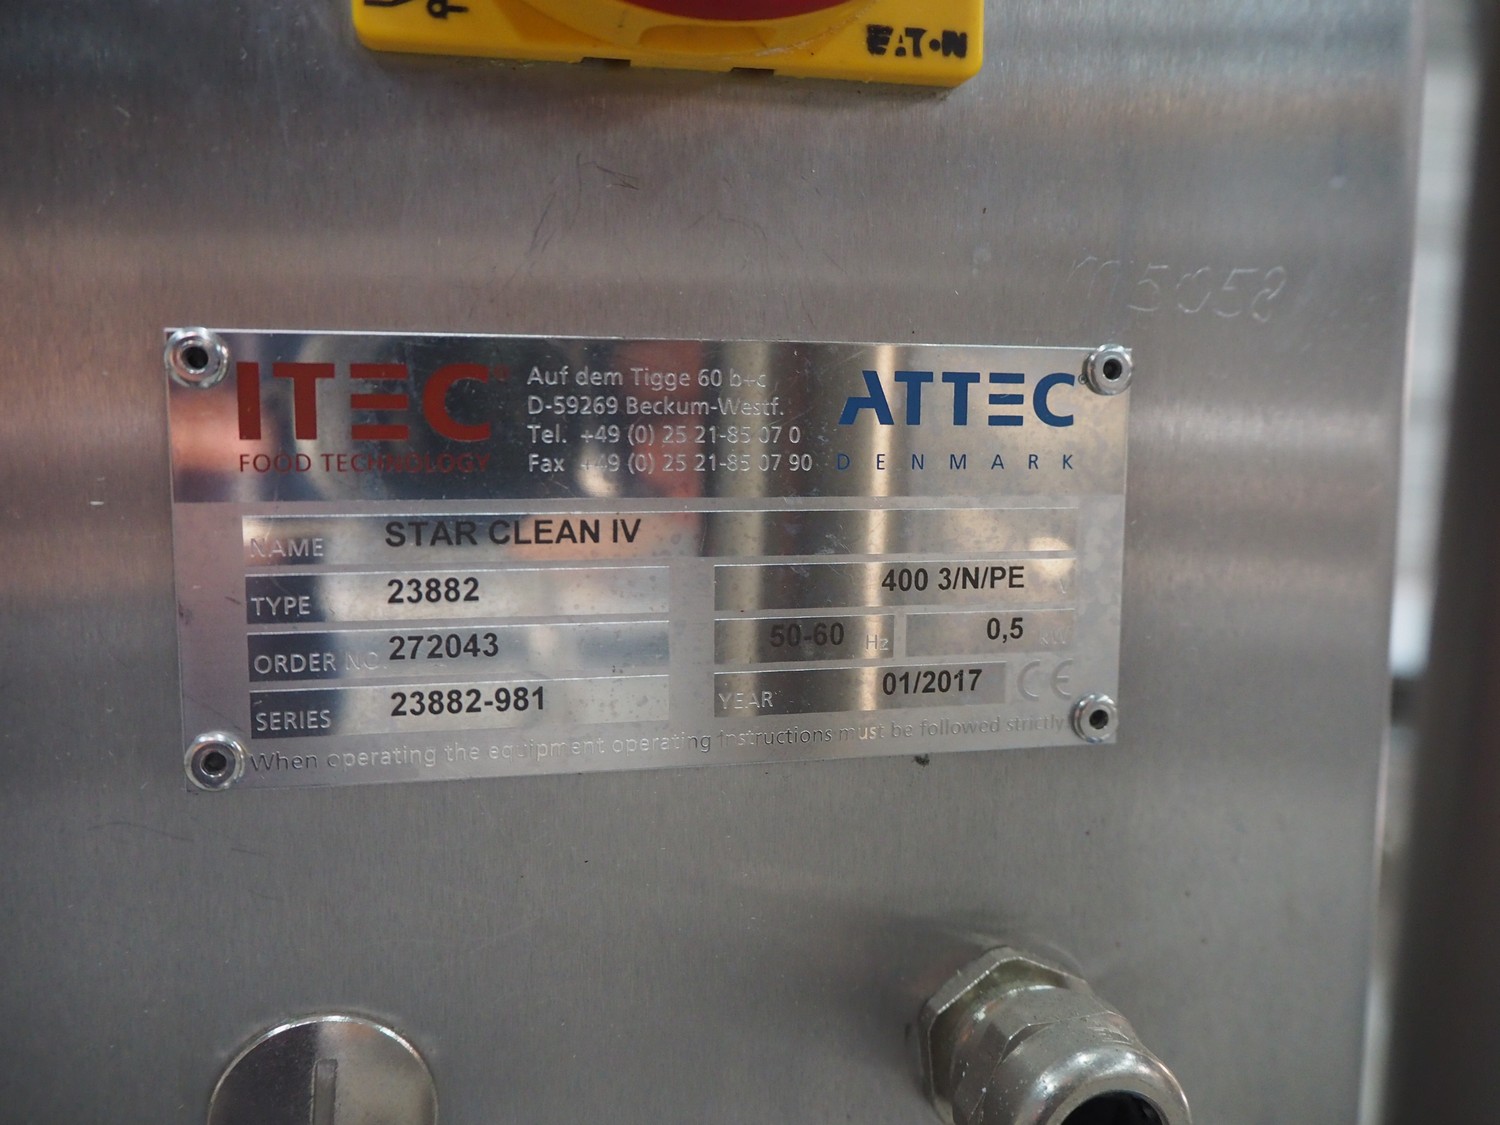 EATON
5058
ITEC®
FOOD TECHNOLOGY
Auf dem Tigge 60 b+c
D-59269 Beckum-Westf.
Tel. +49 (0) 25 21-85 07 0
Fax +49 (0) 25 21-85 07 90
ATTEC®
DENMARK
NAME STAR CLEAN IV
TYPE 23882
400 3/N/PE V
ORDER NO. 272043
50-60 Hz 0,5 kW
SERIES 23882-981
YEAR 01/2017 CE
When operating the equipment operating instructions must be followed strictly